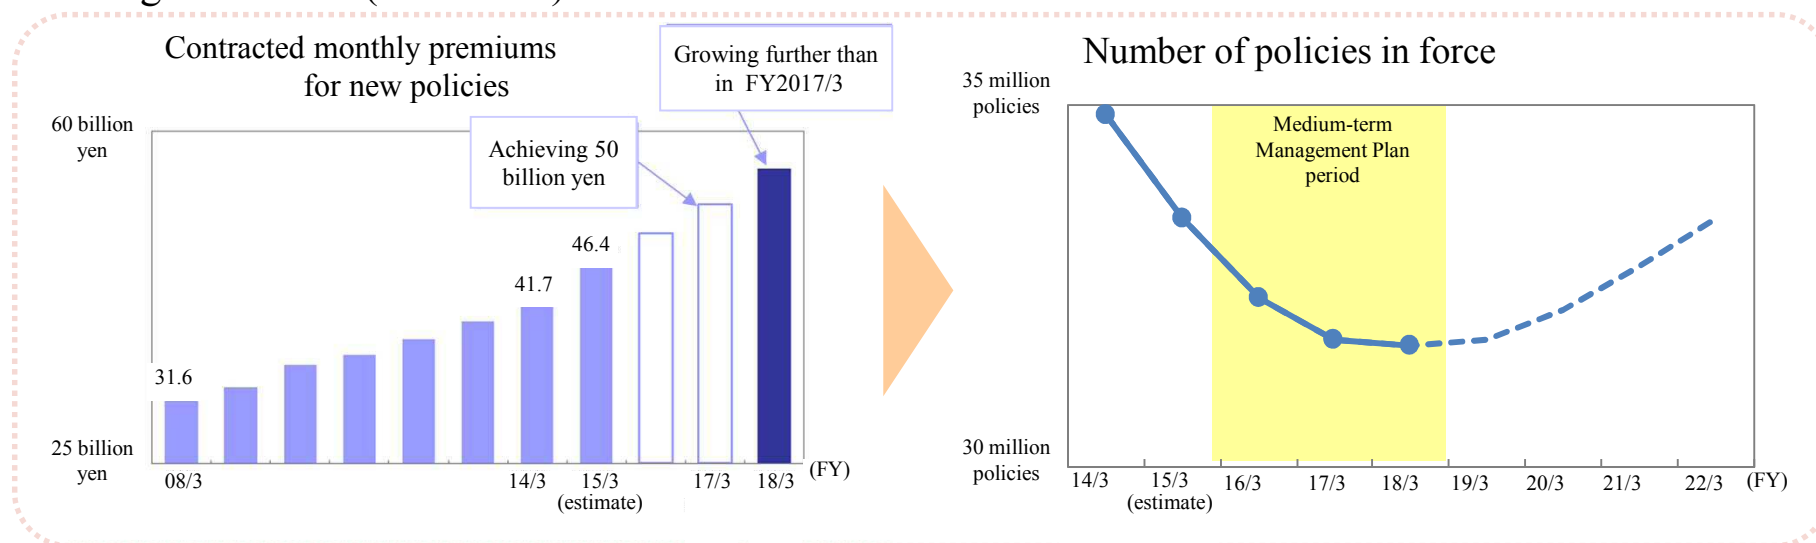 Contracted monthly premiums
for new policies
Growing further than
in FY2017/3
60 billion
yen
Achieving 50
billion yen
46.4
41.7
31.6
25 billion
yen
08/3
14/3
15/3
(estimate)
17/3
18/3
(FY)
Number of policies in force
35 million
policies
Medium-term
Management Plan
period
30 million
policies
14/3
15/3
(estimate)
16/3
17/3
18/3
19/3
20/3
21/3
22/3
(FY)